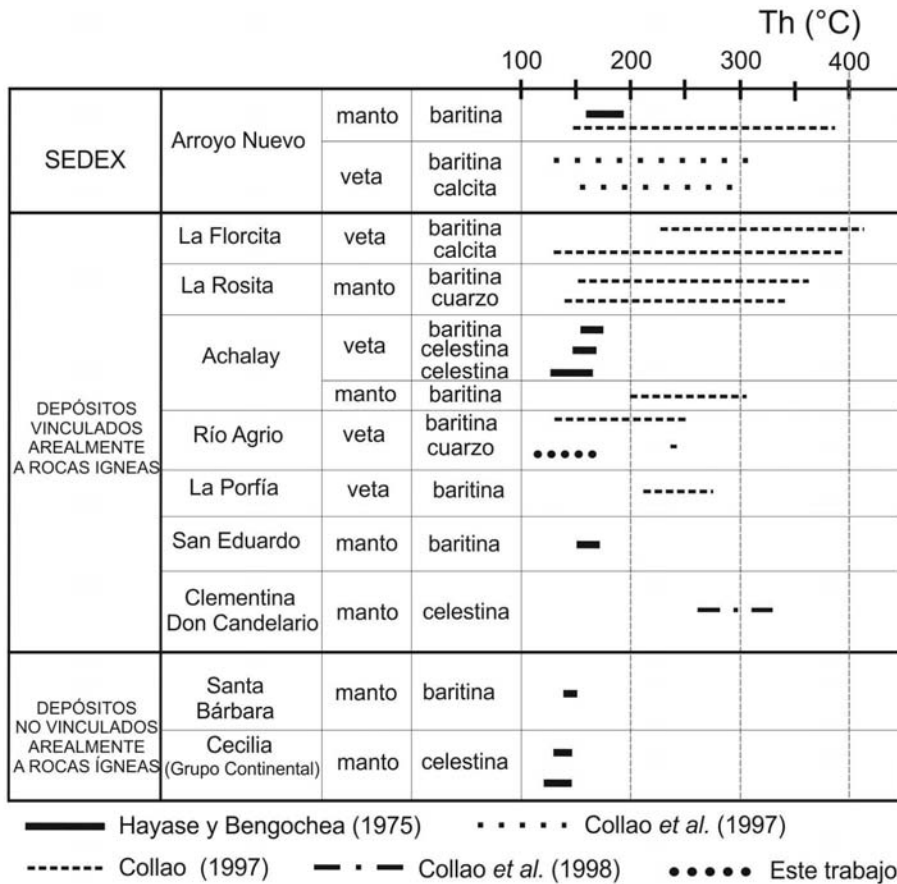 Th (°C)
100 200 300 400
SEDEX
Arroyo Nuevo
manto
baritina
veta
baritina
calcita
DEPÓSITOS
VINCULADOS
AREALMENTE
A ROCAS IGNEAS
La Florcita
veta
baritina
calcita
La Rosita
manto
baritina
cuarzo
Achalay
veta
baritina
celestina
celestina
manto
baritina
Río Agrio
veta
baritina
cuarzo
La Porfía
veta
baritina
San Eduardo
manto
baritina
Clementina
Don Candelario
manto
celestina
DEPÓSITOS
NO VINCULADOS
AREALMENTE
A ROCAS ÍGNEAS
Santa
Bárbara
manto
baritina
Cecilia
(Grupo Continental)
manto
celestina
Hayase y Bengochea (1975)
Collao et al. (1997)
Collao (1997)
Collao et al. (1998)
Este trabajo